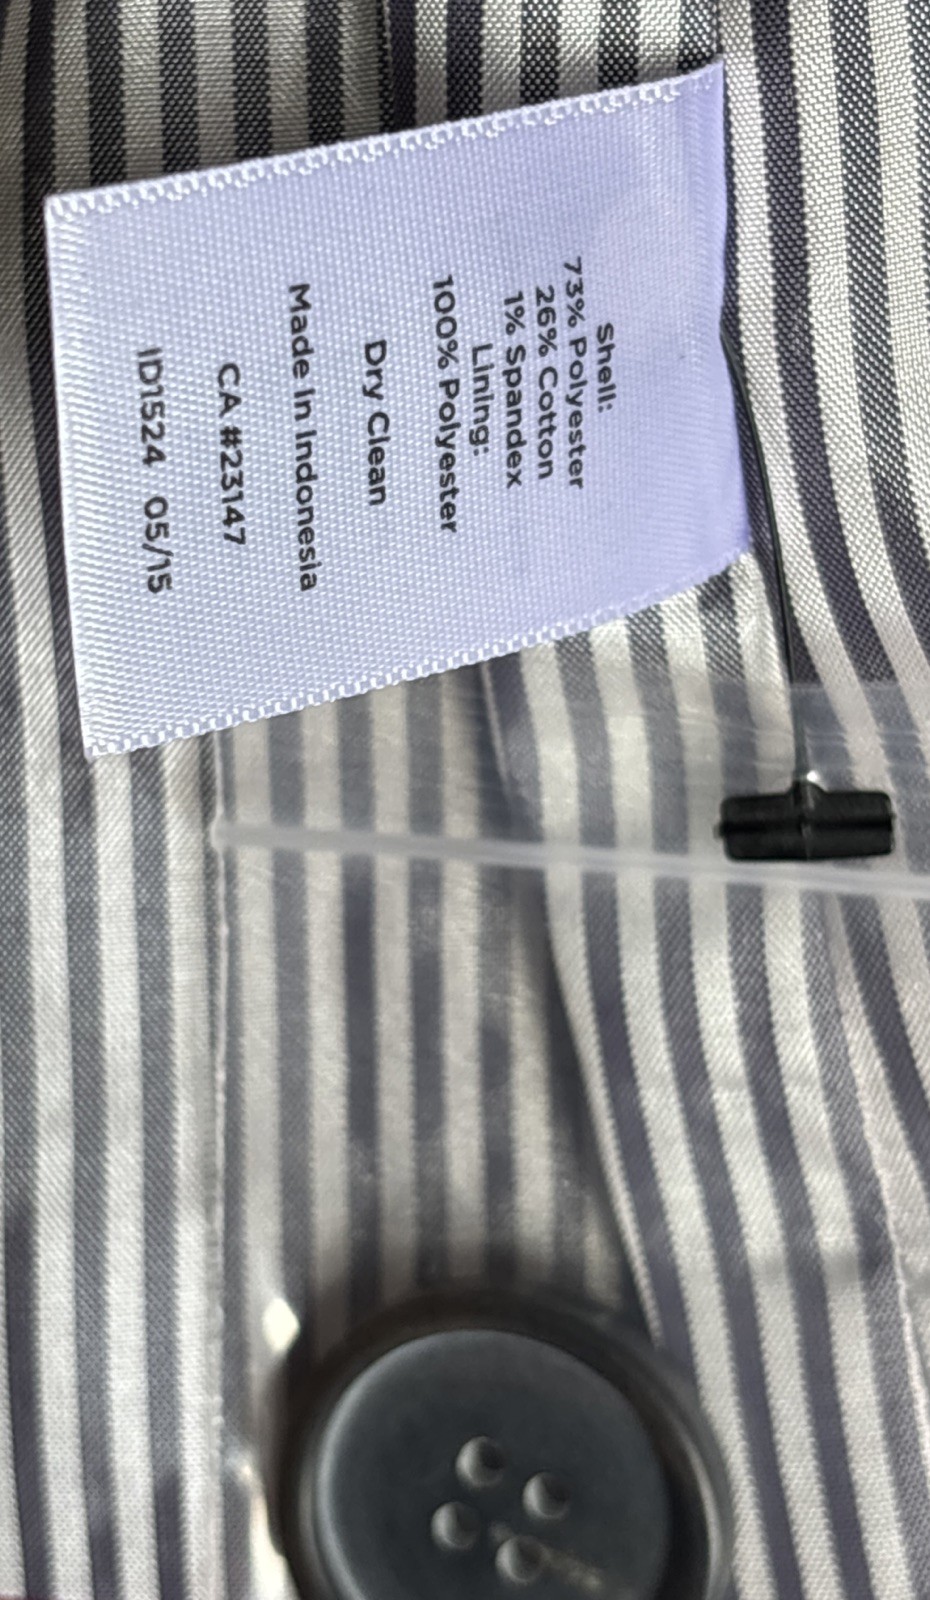 Shell:
73% Polyester
26% Cotton
1% Spandex
Lining:
100% Polyester
Dry Clean
Made In Indonesia
CA #23147
ID1524 05/15